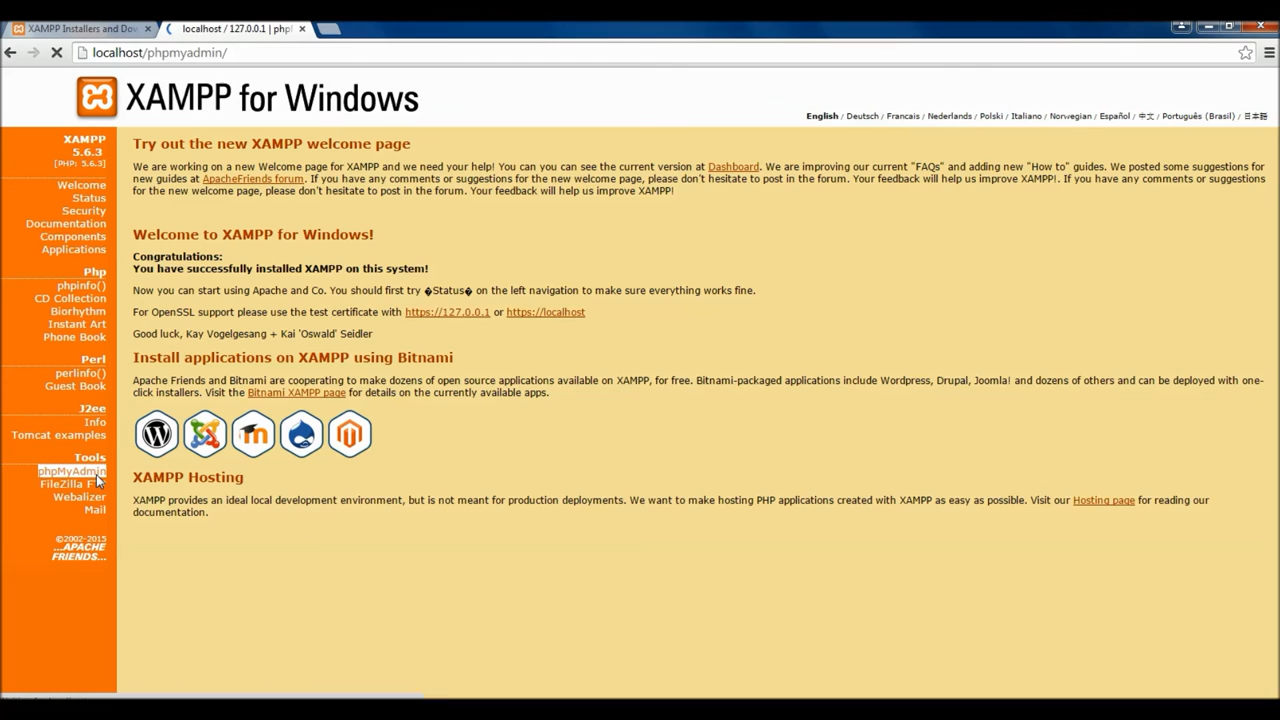 XAMPP Installers and Dow
localhost / 127.0.0.1 | phpl
localhost/phpmyadmin/
XAMPP for Windows
English / Deutsch / Francais / Nederlands / Polski / Italiano / Norwegian / Español / 中文 / Português (Brasil) / 日本語
XAMPP
5.6.3
[PHP: 5.6.3]
Welcome
Status
Security
Documentation
Components
Applications
Php
phpinfo()
CD Collection
Biorhythm
Instant Art
Phone Book
Perl
perlinfo()
Guest Book
J2ee
Info
Tomcat examples
Tools
phpMyAdmin
FileZilla F
Webalizer
Mail
©2002-2015
...APACHE
FRIENDS...
Try out the new XAMPP welcome page
We are working on a new Welcome page for XAMPP and we need your help! You can you can see the current version at Dashboard. We are improving our current "FAQs" and adding new "How to" guides. We posted some suggestions for
new guides at ApacheFriends forum. If you have any comments or suggestions for the new welcome page, please don't hesitate to post in the forum. Your feedback will help us improve XAMPP!. If you have any comments or suggestions
for the new welcome page, please don't hesitate to post in the forum. Your feedback will help us improve XAMPP!
Welcome to XAMPP for Windows!
Congratulations:
You have successfully installed XAMPP on this system!
Now you can start using Apache and Co. You should first try �Status� on the left navigation to make sure everything works fine.
For OpenSSL support please use the test certificate with https://127.0.0.1 or https://localhost
Good luck, Kay Vogelgesang + Kai 'Oswald' Seidler
Install applications on XAMPP using Bitnami
Apache Friends and Bitnami are cooperating to make dozens of open source applications available on XAMPP, for free. Bitnami-packaged applications include Wordpress, Drupal, Joomla! and dozens of others and can be deployed with one-
click installers. Visit the Bitnami XAMPP page for details on the currently available apps.
XAMPP Hosting
XAMPP provides an ideal local development environment, but is not meant for production deployments. We want to make hosting PHP applications created with XAMPP as easy as possible. Visit our Hosting page for reading our
documentation.